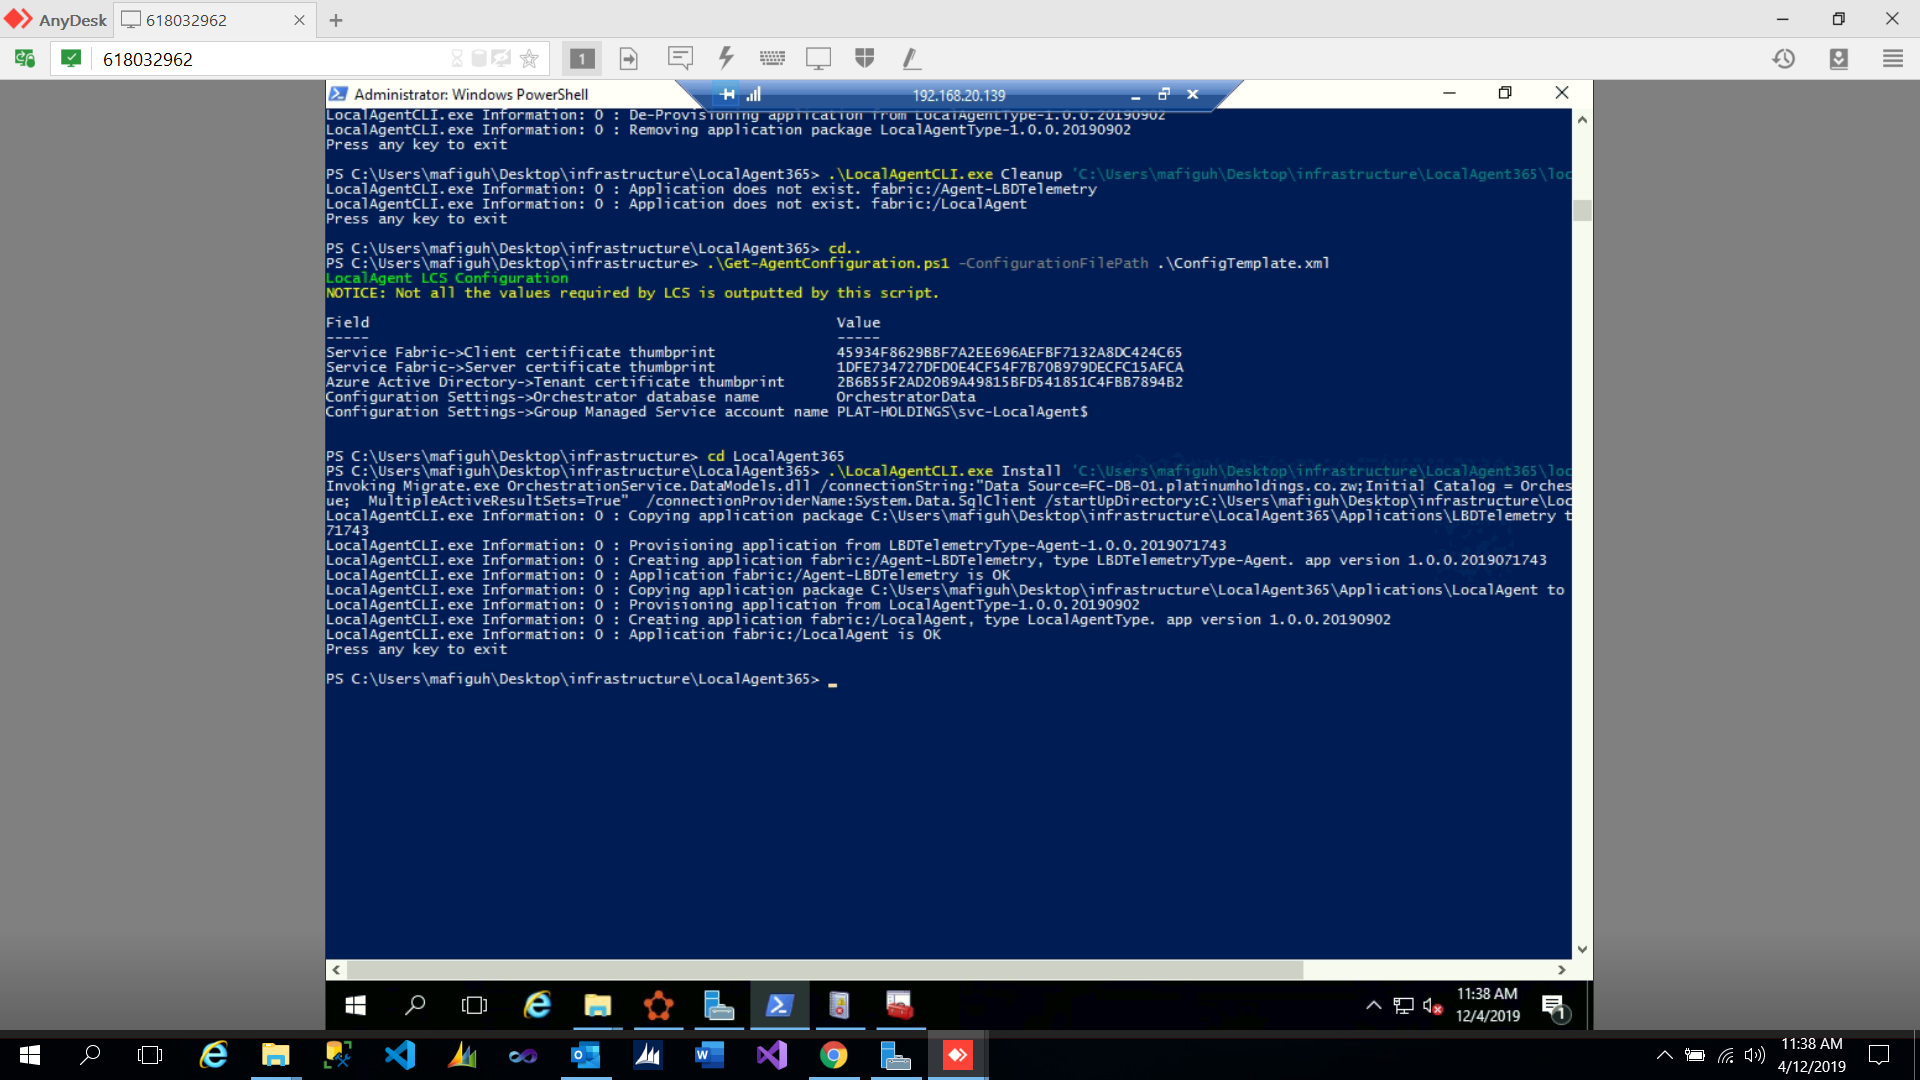 AnyDesk
618032962
618032962
1
Administrator: Windows PowerShell
192.168.20.139
LocalAgentCLI.exe Information: 0 : De-Provisioning application from LocalAgentType-1.0.0.20190902
LocalAgentCLI.exe Information: 0 : Removing application package LocalAgentType-1.0.0.20190902
Press any key to exit
PS C:\Users\mafiguh\Desktop\infrastructure\LocalAgent365> .\LocalAgentCLI.exe Cleanup 'C:\Users\mafiguh\Desktop\infrastructure\LocalAgent365\loc
LocalAgentCLI.exe Information: 0 : Application does not exist. fabric:/Agent-LBDTelemetry
LocalAgentCLI.exe Information: 0 : Application does not exist. fabric:/LocalAgent
Press any key to exit
PS C:\Users\mafiguh\Desktop\infrastructure\LocalAgent365> cd..
PS C:\Users\mafiguh\Desktop\infrastructure> .\Get-AgentConfiguration.ps1 -ConfigurationFilePath .\ConfigTemplate.xml
LocalAgent LCS Configuration
NOTICE: Not all the values required by LCS is outputted by this script.
Field Value
----- -----
Service Fabric->Client certificate thumbprint 45934F8629BBF7A2EE696AEFBF7132A8DC424C65
Service Fabric->Server certificate thumbprint 1DFE734727DFD0E4CF54F7B70B979DECFC15AFCA
Azure Active Directory->Tenant certificate thumbprint 2B6B55F2AD20B9A49815BFD541851C4FBB7894B2
Configuration Settings->Orchestrator database name OrchestratorData
Configuration Settings->Group Managed Service account name PLAT-HOLDINGS\svc-LocalAgent$
PS C:\Users\mafiguh\Desktop\infrastructure> cd LocalAgent365
PS C:\Users\mafiguh\Desktop\infrastructure\LocalAgent365> .\LocalAgentCLI.exe Install 'C:\Users\mafiguh\Desktop\infrastructure\LocalAgent365\loc
Invoking Migrate.exe OrchestrationService.DataModels.dll /connectionString:"Data Source=FC-DB-01.platinumholdings.co.zw;Initial Catalog = Orches
ue; MultipleActiveResultSets=True" /connectionProviderName:System.Data.SqlClient /startUpDirectory:C:\Users\mafiguh\Desktop\infrastructure\Loc
LocalAgentCLI.exe Information: 0 : Copying application package C:\Users\mafiguh\Desktop\infrastructure\LocalAgent365\Applications\LBDTelemetry t
71743
LocalAgentCLI.exe Information: 0 : Provisioning application from LBDTelemetryType-Agent-1.0.0.2019071743
LocalAgentCLI.exe Information: 0 : Creating application fabric:/Agent-LBDTelemetry, type LBDTelemetryType-Agent. app version 1.0.0.2019071743
LocalAgentCLI.exe Information: 0 : Application fabric:/Agent-LBDTelemetry is OK
LocalAgentCLI.exe Information: 0 : Copying application package C:\Users\mafiguh\Desktop\infrastructure\LocalAgent365\Applications\LocalAgent to
LocalAgentCLI.exe Information: 0 : Provisioning application from LocalAgentType-1.0.0.20190902
LocalAgentCLI.exe Information: 0 : Creating application fabric:/LocalAgent, type LocalAgentType. app version 1.0.0.20190902
LocalAgentCLI.exe Information: 0 : Application fabric:/LocalAgent is OK
Press any key to exit
PS C:\Users\mafiguh\Desktop\infrastructure\LocalAgent365> _
11:38 AM
12/4/2019
1
11:38 AM
4/12/2019